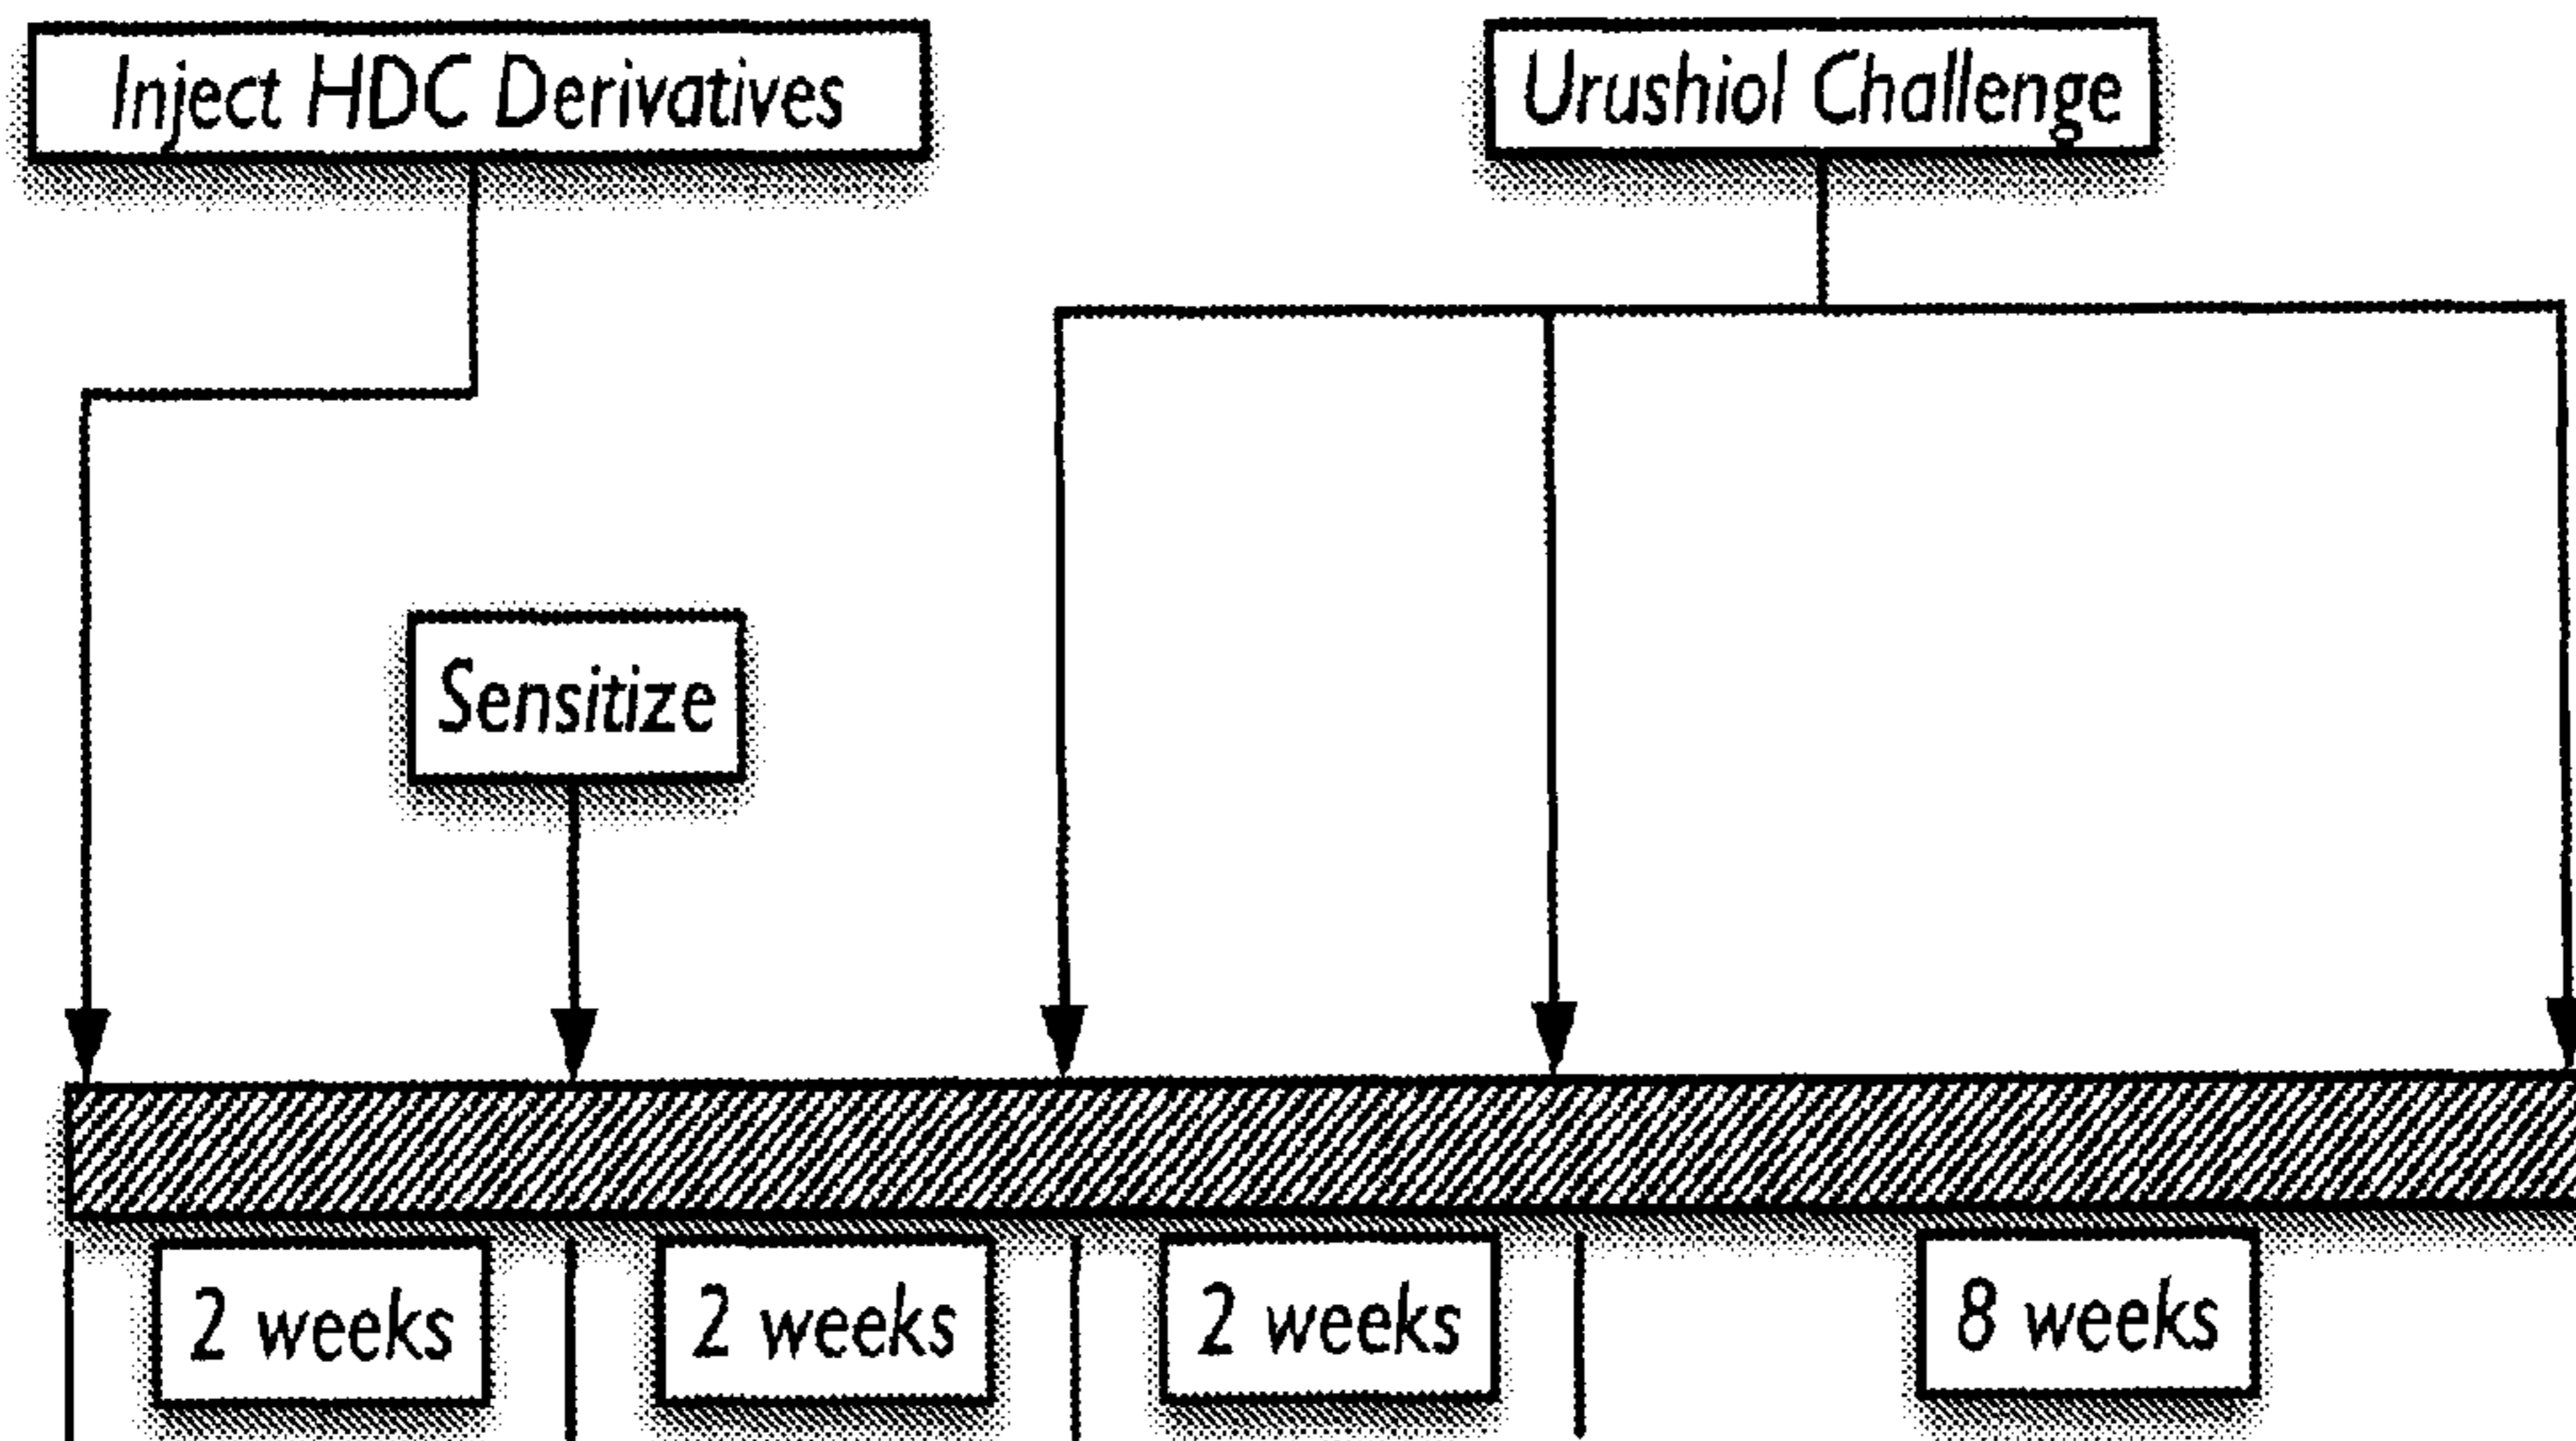 Inject HDC Derivatives
Urushiol Challenge
Sensitize
2 weeks
2 weeks
2 weeks
8 weeks